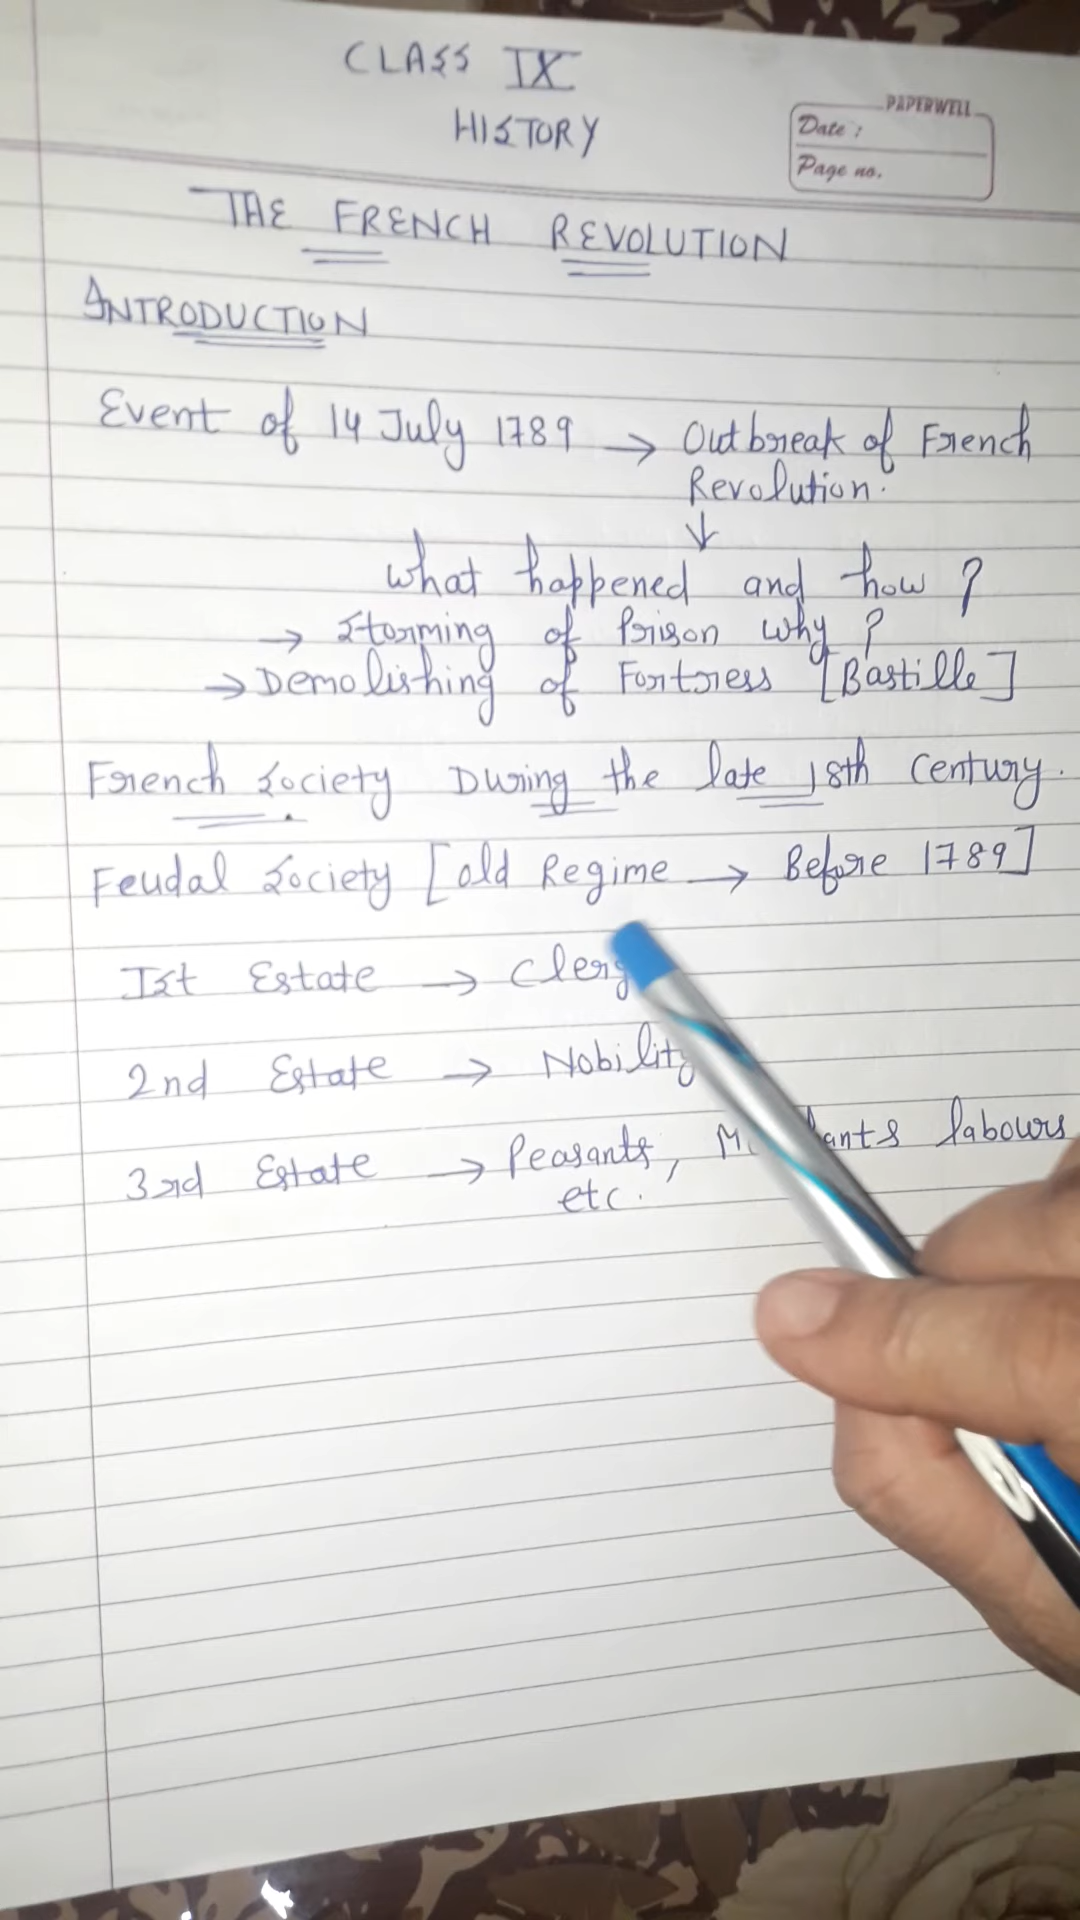 CLASS IX
HISTORY
PAPERWELL
Date :
Page no.
THE FRENCH REVOLUTION
INTRODUCTION
Event of 14 July 1789 → Outbreak of French
Revolution.
↓
What happened and how ?
→ Storming of Prison why ?
→ Demolishing of Fortress [Bastille]
French Society During the late 18th Century.
Feudal Society [old Regime → Before 1789]
Ist Estate →
2nd Estate → Nobility
3rd Estate → Peasants, labours
etc.